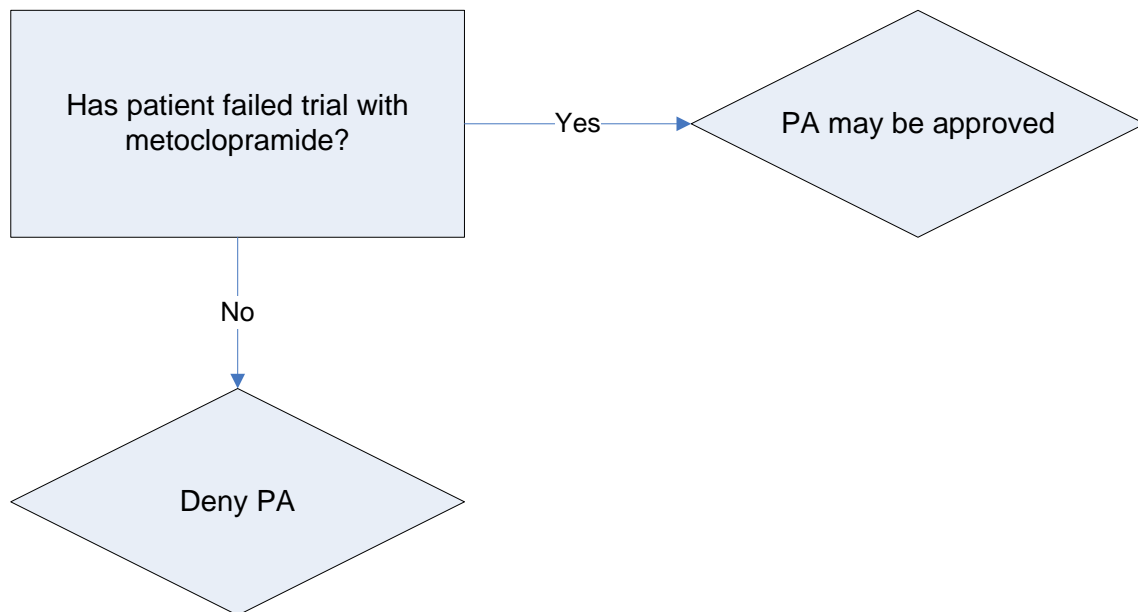 Has patient failed trial with
metoclopramide?
Yes
PA may be approved
No
Deny PA